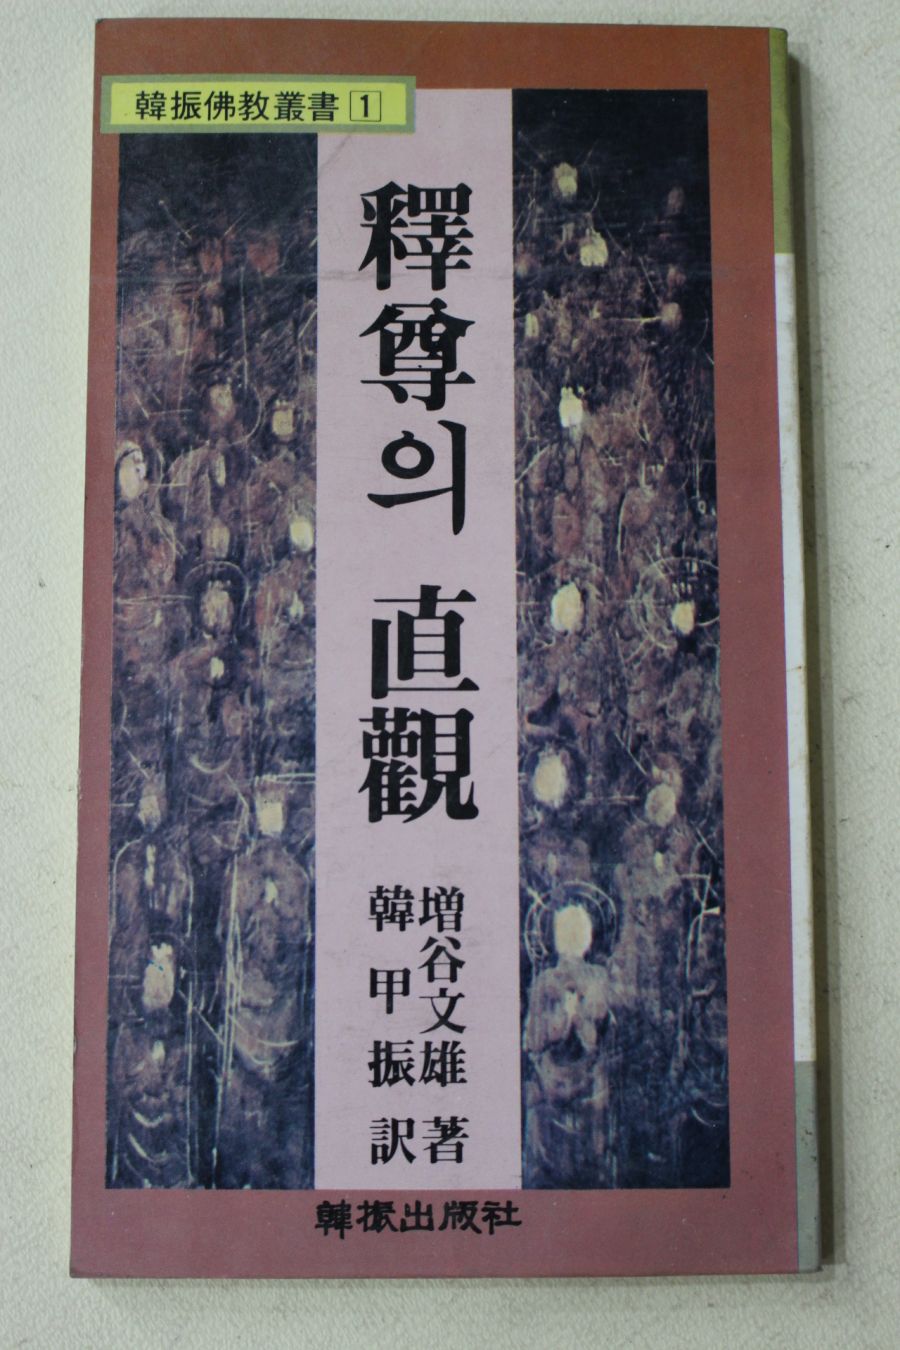 韓振佛教叢書 1
釋尊의 直觀
増谷文雄 著
韓甲振 訳
韓振出版社